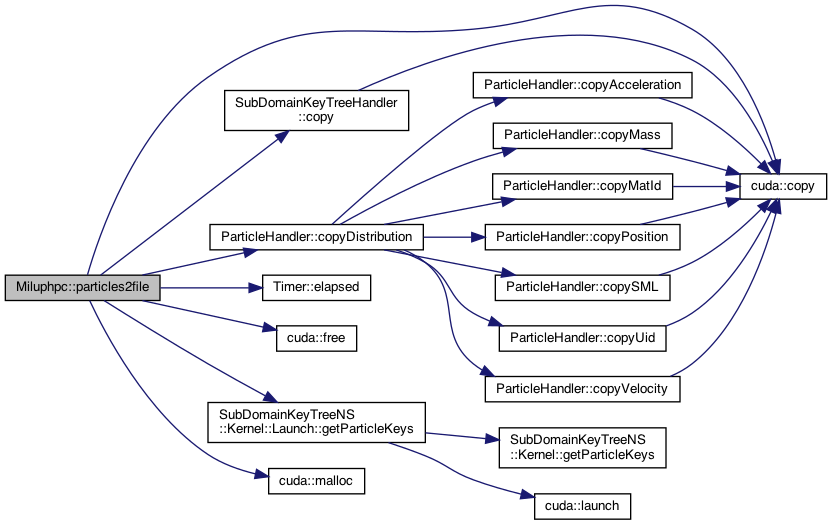 ParticleHandler::copyAcceleration
SubDomainKeyTreeHandler
::copy
ParticleHandler::copyMass
ParticleHandler::copyMatId
cuda::copy
ParticleHandler::copyDistribution
ParticleHandler::copyPosition
Miluphpc::particles2file
Timer::elapsed
ParticleHandler::copySML
cuda::free
ParticleHandler::copyUid
ParticleHandler::copyVelocity
SubDomainKeyTreeNS
::Kernel::Launch::getParticleKeys
SubDomainKeyTreeNS
::Kernel::getParticleKeys
cuda::malloc
cuda::launch